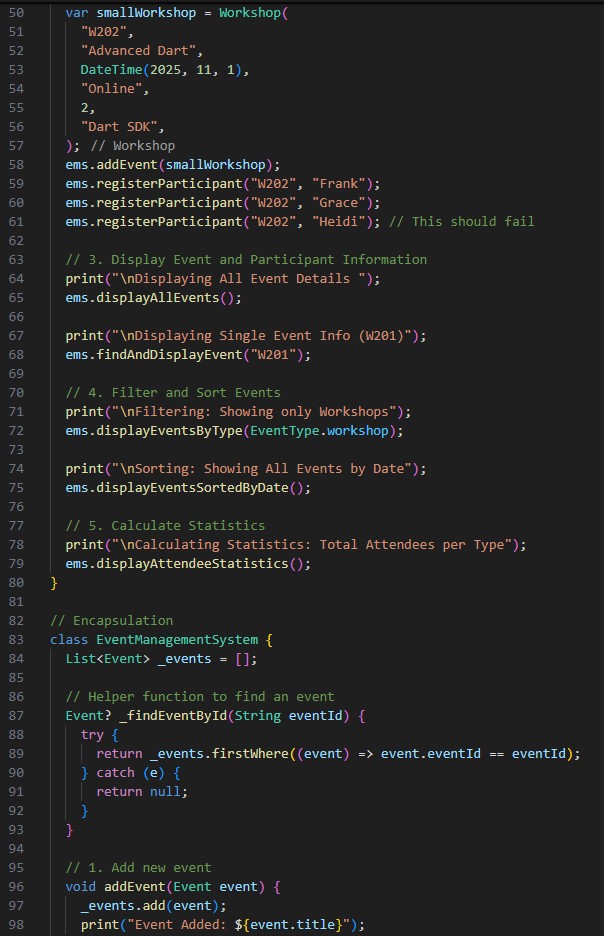 50 var smallWorkshop = Workshop(
51 "W202",
52 "Advanced Dart",
53 DateTime(2025, 11, 1),
54 "Online",
55 2,
56 "Dart SDK",
57 ); // Workshop
58 ems.addEvent(smallWorkshop);
59 ems.registerParticipant("W202", "Frank");
60 ems.registerParticipant("W202", "Grace");
61 ems.registerParticipant("W202", "Heidi"); // This should fail
62
63 // 3. Display Event and Participant Information
64 print("\nDisplaying All Event Details ");
65 ems.displayAllEvents();
66
67 print("\nDisplaying Single Event Info (W201)");
68 ems.findAndDisplayEvent("W201");
69
70 // 4. Filter and Sort Events
71 print("\nFiltering: Showing only Workshops");
72 ems.displayEventsByType(EventType.workshop);
73
74 print("\nSorting: Showing All Events by Date");
75 ems.displayEventsSortedByDate();
76
77 // 5. Calculate Statistics
78 print("\nCalculating Statistics: Total Attendees per Type");
79 ems.displayAttendeeStatistics();
80 }
81
82 // Encapsulation
83 class EventManagementSystem {
84 List<Event> _events = [];
85
86 // Helper function to find an event
87 Event? _findEventById(String eventId) {
88 try {
89 return _events.firstWhere((event) => event.eventId == eventId);
90 } catch (e) {
91 return null;
92 }
93 }
94
95 // 1. Add new event
96 void addEvent(Event event) {
97 _events.add(event);
98 print("Event Added: ${event.title}");